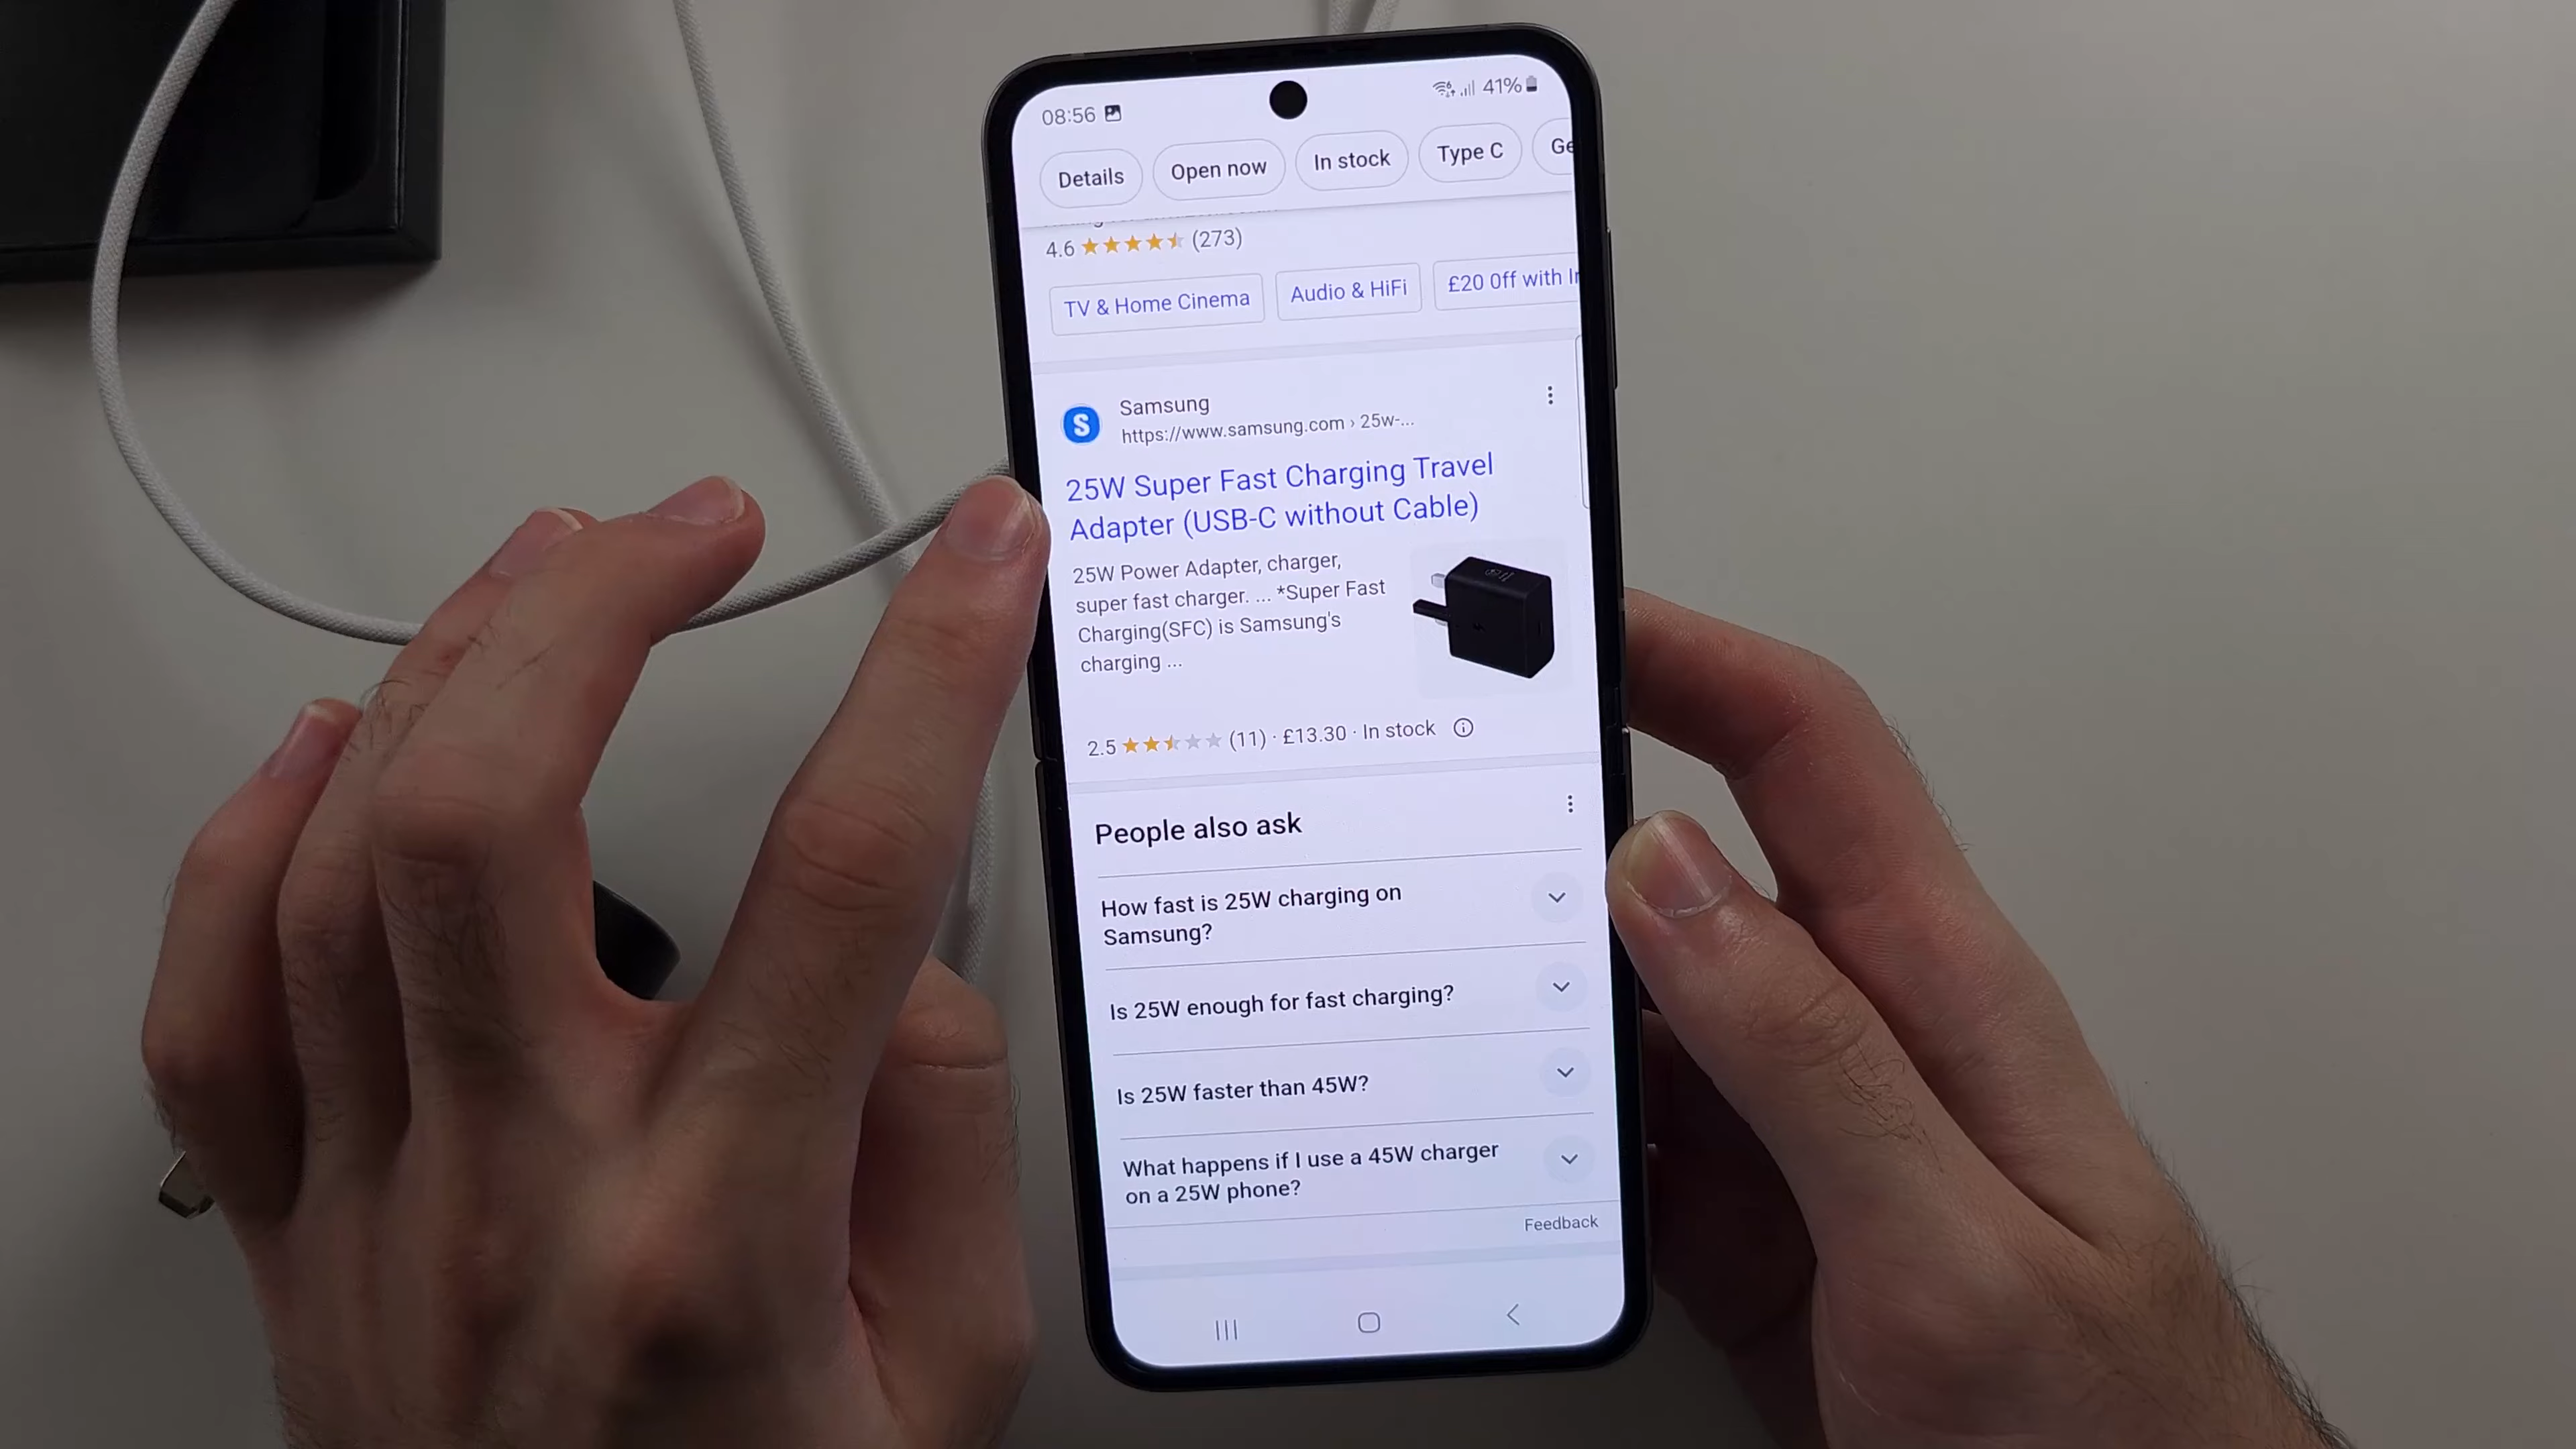 08:56 41%
Details Open now In stock Type C Ge
4.6 (273)
TV & Home Cinema Audio & HiFi £20 Off with
S Samsung
https://www.samsung.com › 25w-...
25W Super Fast Charging Travel
Adapter (USB-C without Cable)
25W Power Adapter, charger,
super fast charger. ... *Super Fast
Charging(SFC) is Samsung's
charging ...
2.5 (11) · £13.30 · In stock
People also ask
How fast is 25W charging on
Samsung?
Is 25W enough for fast charging?
Is 25W faster than 45W?
What happens if I use a 45W charger
on a 25W phone?
Feedback